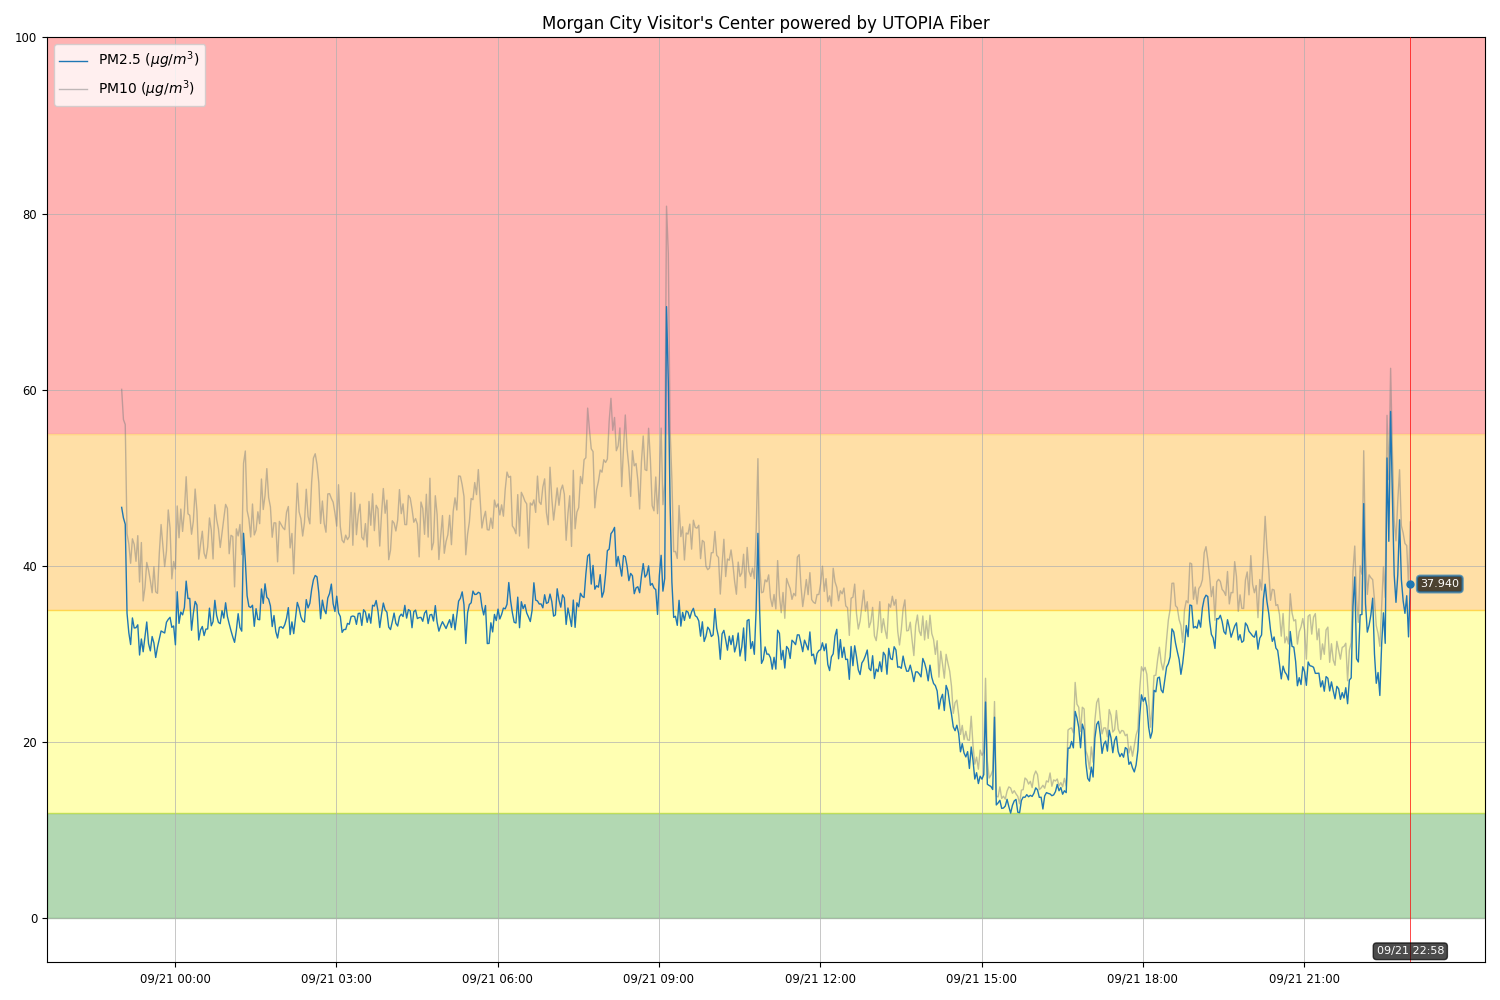 Morgan City Visitor's Center powered by UTOPIA Fiber
100
PM2.5 (μg/m³)
PM10 (μg/m³)
80
60
40
37.940
20
0
09/21 22:58
09/21 00:00 09/21 03:00 09/21 06:00 09/21 09:00 09/21 12:00 09/21 15:00 09/21 18:00 09/21 21:00